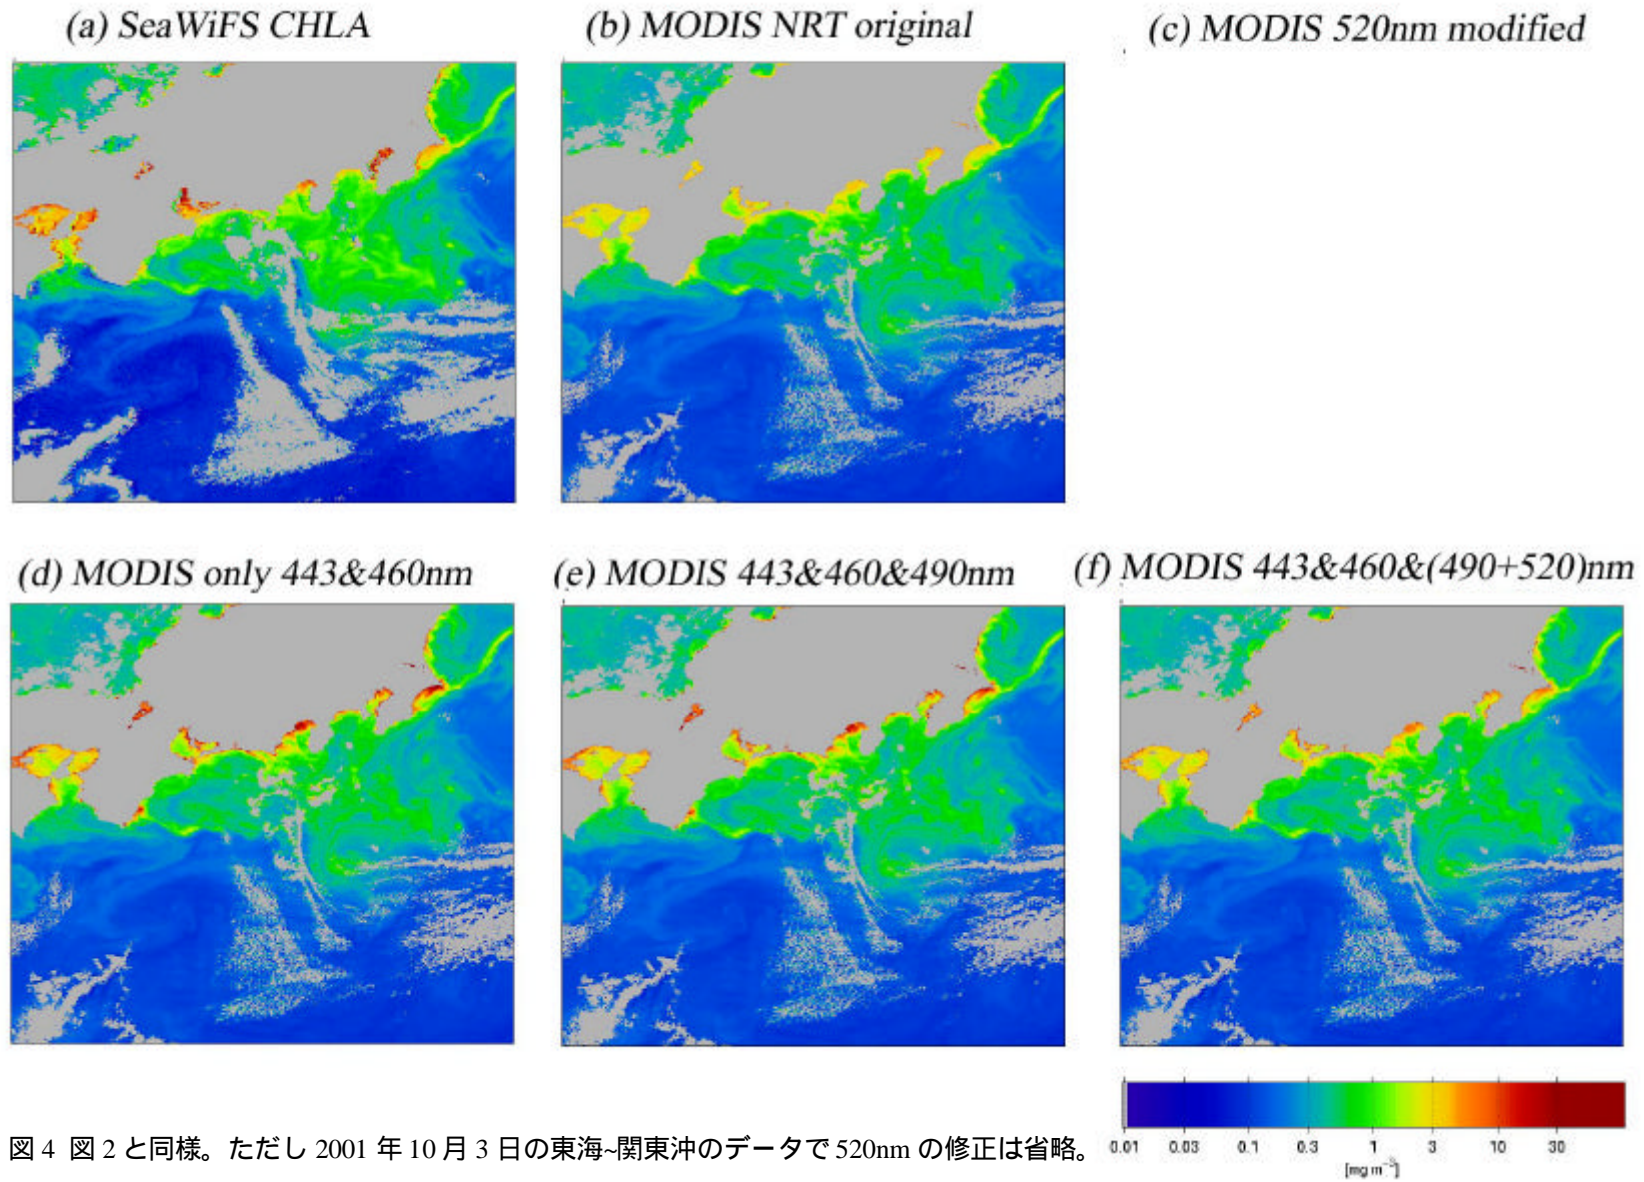 (a) SeaWiFS CHLA
(b) MODIS NRT original
(c) MODIS 520nm modified
(d) MODIS only 443&460nm
(e) MODIS 443&460&490nm
(f) MODIS 443&460&(490+520)nm
0.01 0.03 0.1 0.3 1 3 10 30
[mg m⁻³]
図 4 図 2 と同様。ただし 2001 年 10 月 3 日の東海~関東沖のデータで 520nm の修正は省略。